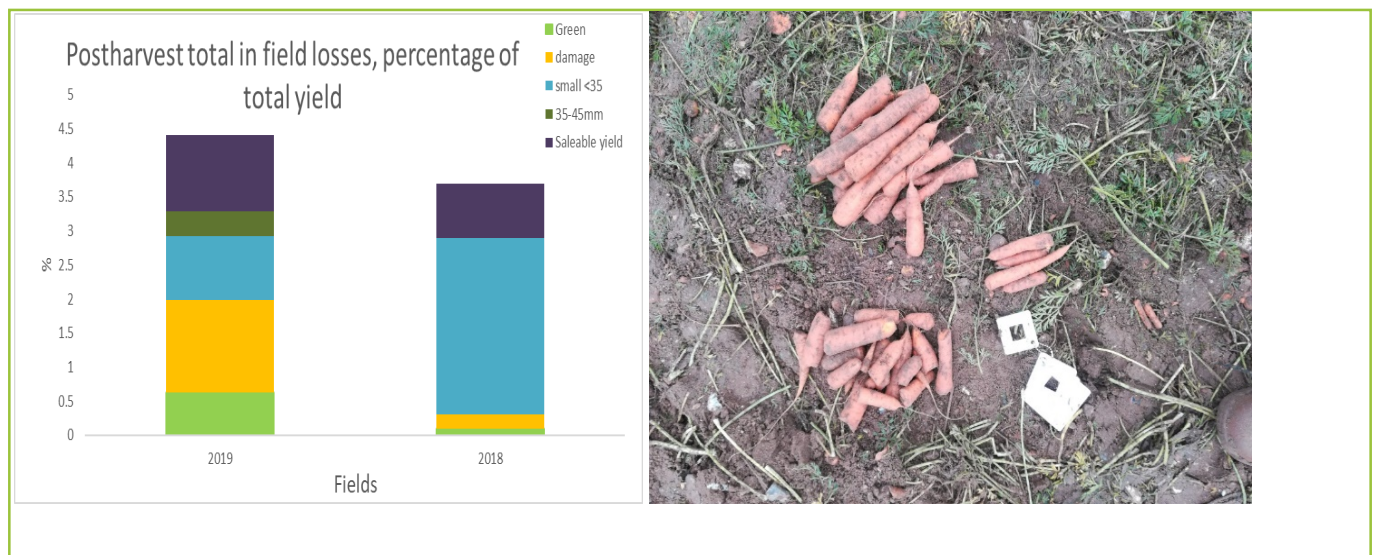 Postharvest total in field losses, percentage of
total yield
Green
damage
small <35
35-45mm
Saleable yield
5
4.5
4
3.5
3
2.5
2
1.5
1
0.5
0
%
2019
2018
Fields